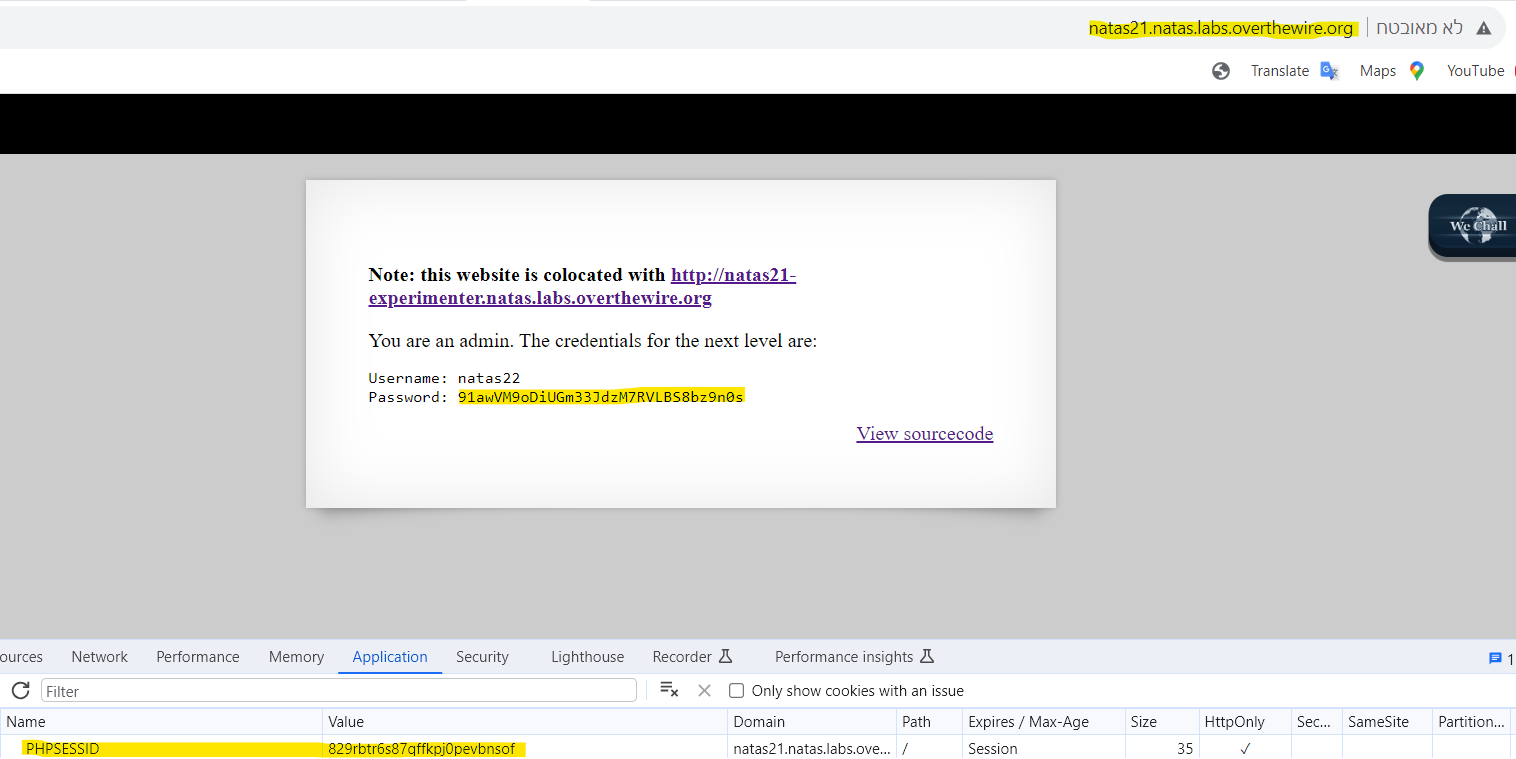 natas21.natas.labs.overthewire.org | לא מאובטח
Translate Maps YouTube
We Chall
Note: this website is colocated with http://natas21-
experimenter.natas.labs.overthewire.org
You are an admin. The credentials for the next level are:
Username: natas22
Password: 91awVM9oDiUGm33JdzM7RVLBS8bz9n0s
View sourcecode
ources Network Performance Memory Application Security Lighthouse Recorder Performance insights 1
Filter Only show cookies with an issue
Name Value Domain Path Expires / Max-Age Size HttpOnly Sec... SameSite Partition...
PHPSESSID 829rbtr6s87qffkpj0pevbnsof natas21.natas.labs.ove... / Session 35 ✓